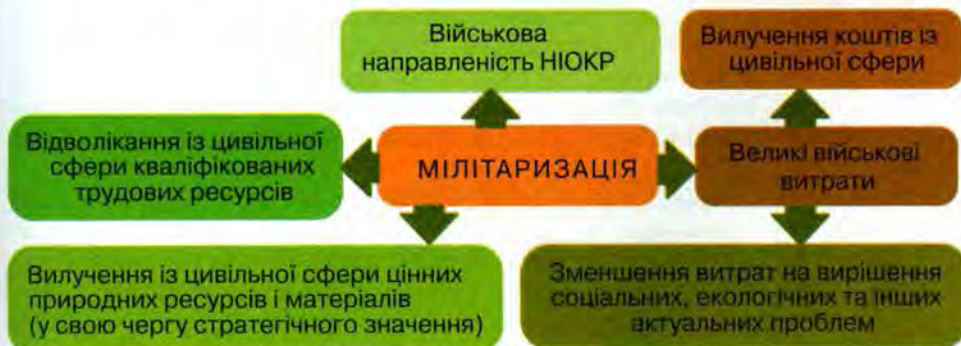 Військова
направленість НІОКР
Вилучення коштів із
цивільної сфери
Відволікання із цивільної
сфери кваліфікованих
трудових ресурсів
МІЛІТАРИЗАЦІЯ
Великі військові
витрати
Вилучення із цивільної сфери цінних
природних ресурсів і матеріалів
(у свою чергу стратегічного значення)
Зменшення витрат на вирішення
соціальних, екологічних та інших
актуальних проблем